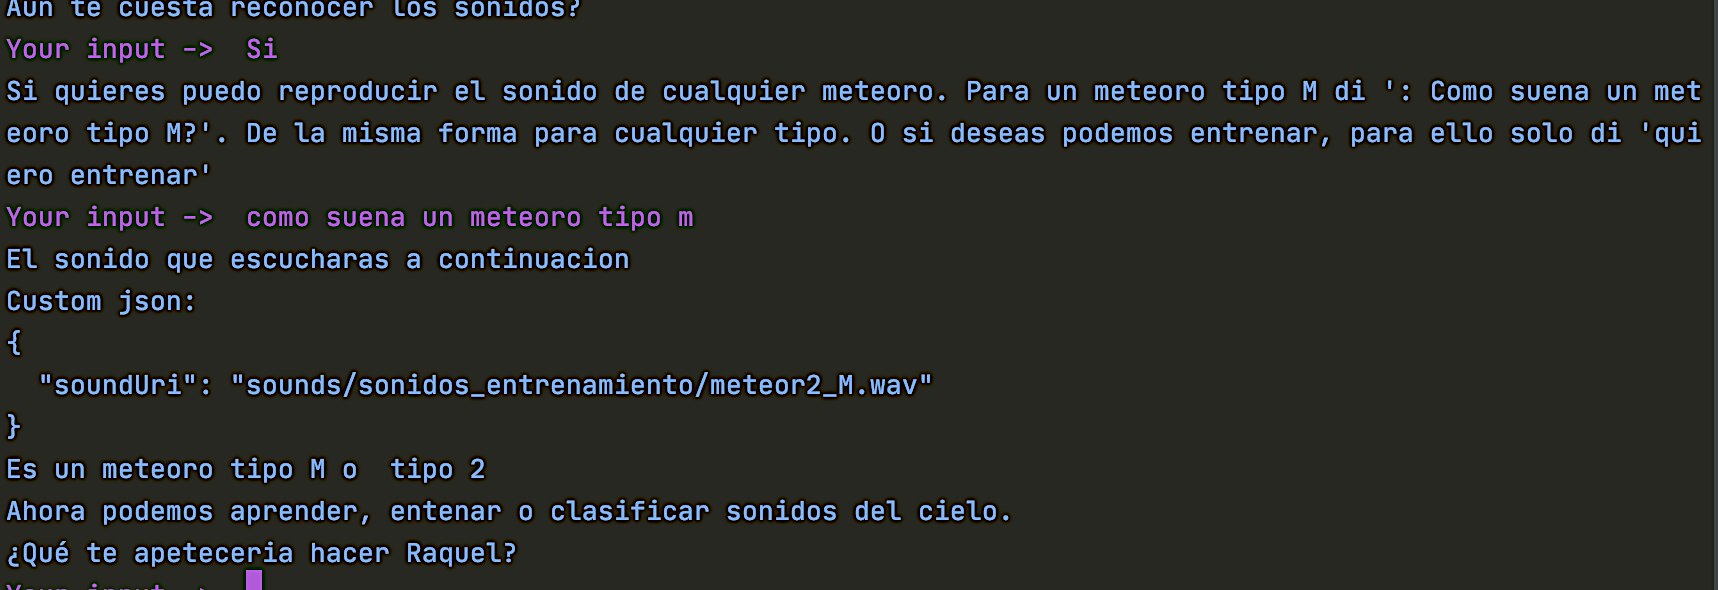 Aun te cuesta reconocer los sonidos?
Your input ->  Si
Si quieres puedo reproducir el sonido de cualquier meteoro. Para un meteoro tipo M di ': Como suena un met
eoro tipo M?'. De la misma forma para cualquier tipo. O si deseas podemos entrenar, para ello solo di 'qui
ero entrenar'
Your input ->  como suena un meteoro tipo m
El sonido que escucharas a continuacion
Custom json:
{
  "soundUri": "sounds/sonidos_entrenamiento/meteor2_M.wav"
}
Es un meteoro tipo M o  tipo 2
Ahora podemos aprender, entenar o clasificar sonidos del cielo.
¿Qué te apeteceria hacer Raquel?
Your input ->